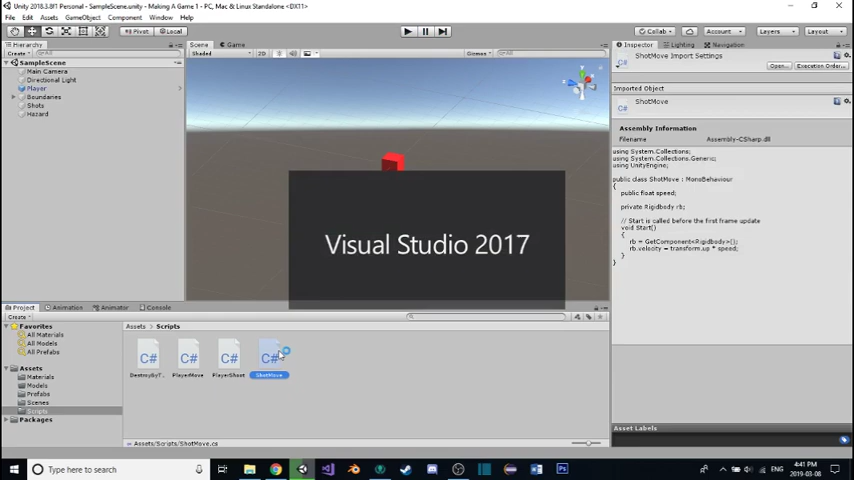 Unity 2018.3.8f1 Personal - SampleScene.unity - Making A Game 1 - PC, Mac & Linux Standalone <DX11>
File Edit Assets GameObject Component Window Help
Pivot Local Collab Account Layers Layout
Hierarchy Scene Game Inspector Lighting Navigation
Create Shaded 2D Gizmos
SampleScene
Main Camera
Directional Light
Player
Boundaries
Shots
Hazard
ShotMove Import Settings
Open... Execution Order...
Imported Object
ShotMove
Assembly Information
Filename Assembly-CSharp.dll
using System.Collections;
using System.Collections.Generic;
using UnityEngine;
public class ShotMove : MonoBehaviour
{
public float speed;
private Rigidbody rb;
// Start is called before the first frame update
void Start()
{
rb = GetComponent<Rigidbody>();
rb.velocity = transform.up * speed;
}
}
Visual Studio 2017
Project Animation Animator Console
Create
Favorites
All Materials
All Models
All Prefabs
Assets
Materials
Models
Prefabs
Scenes
Scripts
Packages
Assets Scripts
C# C# C# C#
DestroyByT... PlayerMove PlayerShoot ShotMove
Assets/Scripts/ShotMove.cs
Asset Labels
Type here to search
4:41 PM
ENG
2019-03-08